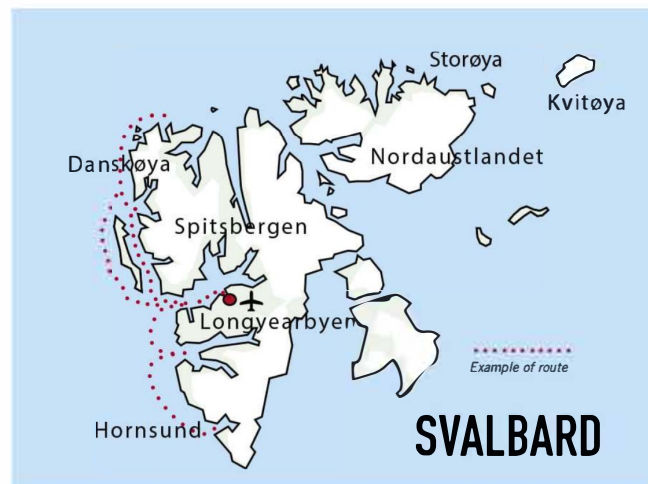 Storøya
Kvitøya
Nordaustlandet
Danskøya
Spitsbergen
Longyearbyen
Example of route
Hornsund
SVALBARD